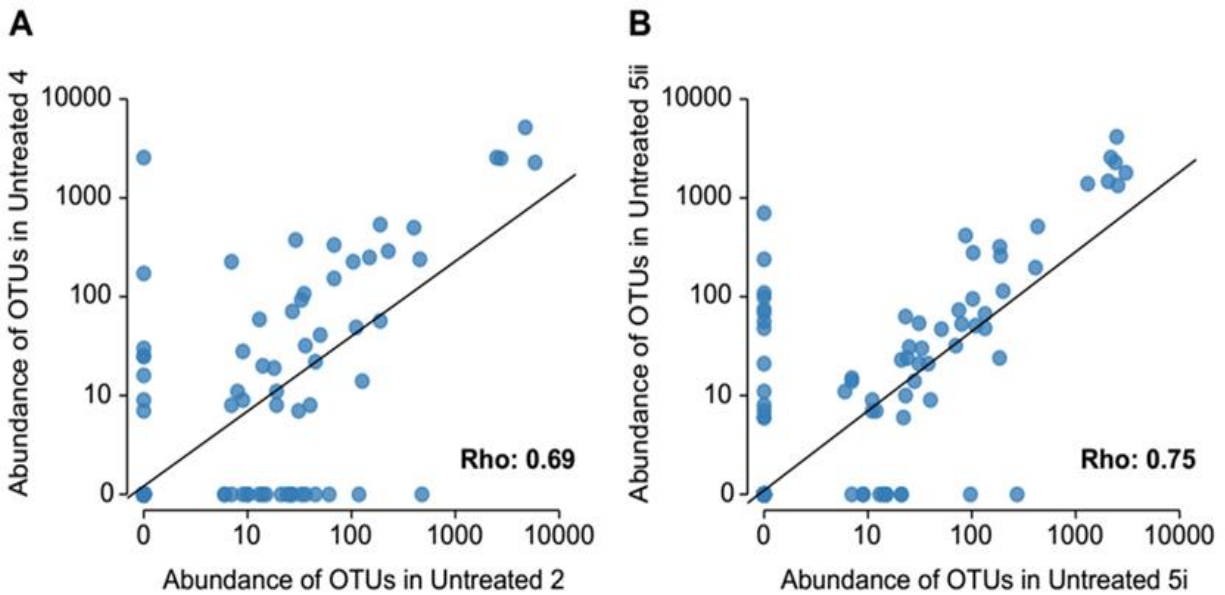 A
Abundance of OTUs in Untreated 4
10000
1000
100
10
0
Rho: 0.69
0 10 100 1000 10000
Abundance of OTUs in Untreated 2
B
Abundance of OTUs in Untreated 5ii
10000
1000
100
10
0
Rho: 0.75
0 10 100 1000 10000
Abundance of OTUs in Untreated 5i